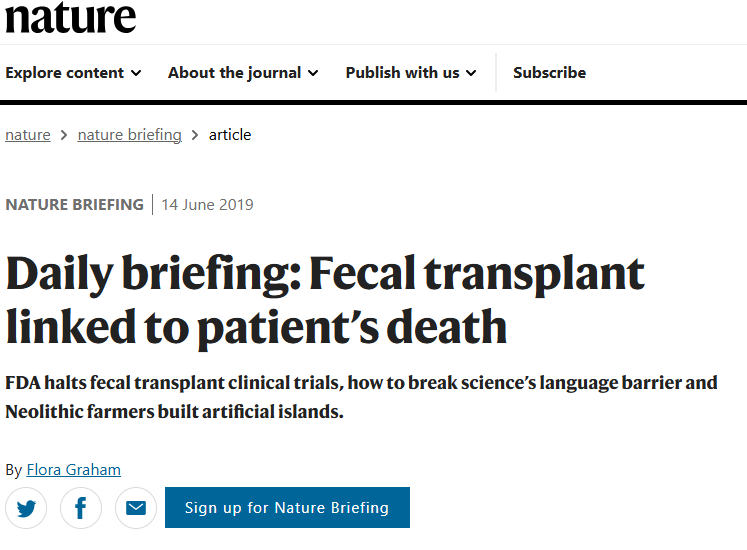 nature
Explore content About the journal Publish with us Subscribe
nature > nature briefing > article
NATURE BRIEFING | 14 June 2019
Daily briefing: Fecal transplant
linked to patient’s death
FDA halts fecal transplant clinical trials, how to break science’s language barrier and
Neolithic farmers built artificial islands.
By Flora Graham
Sign up for Nature Briefing